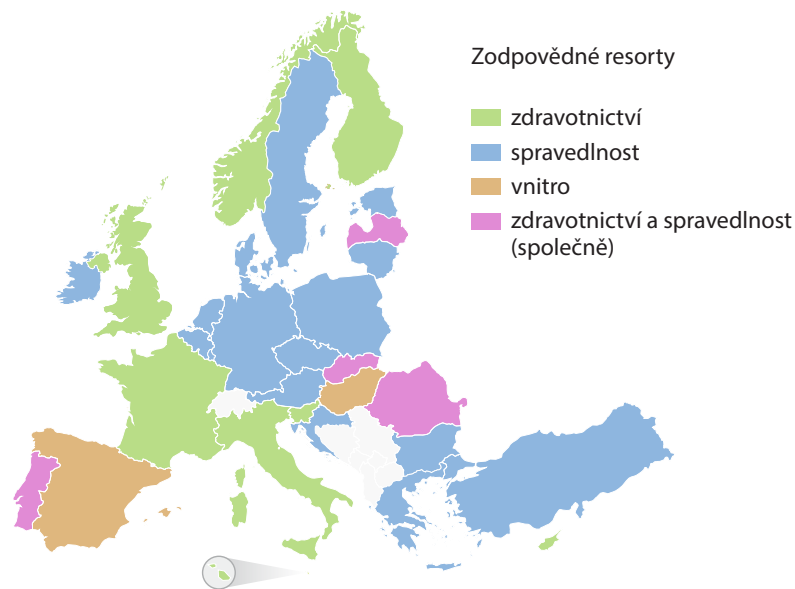 Zodpovědné resorty
zdravotnictví
spravedlnost
vnitro
zdravotnictví a spravedlnost
(společně)